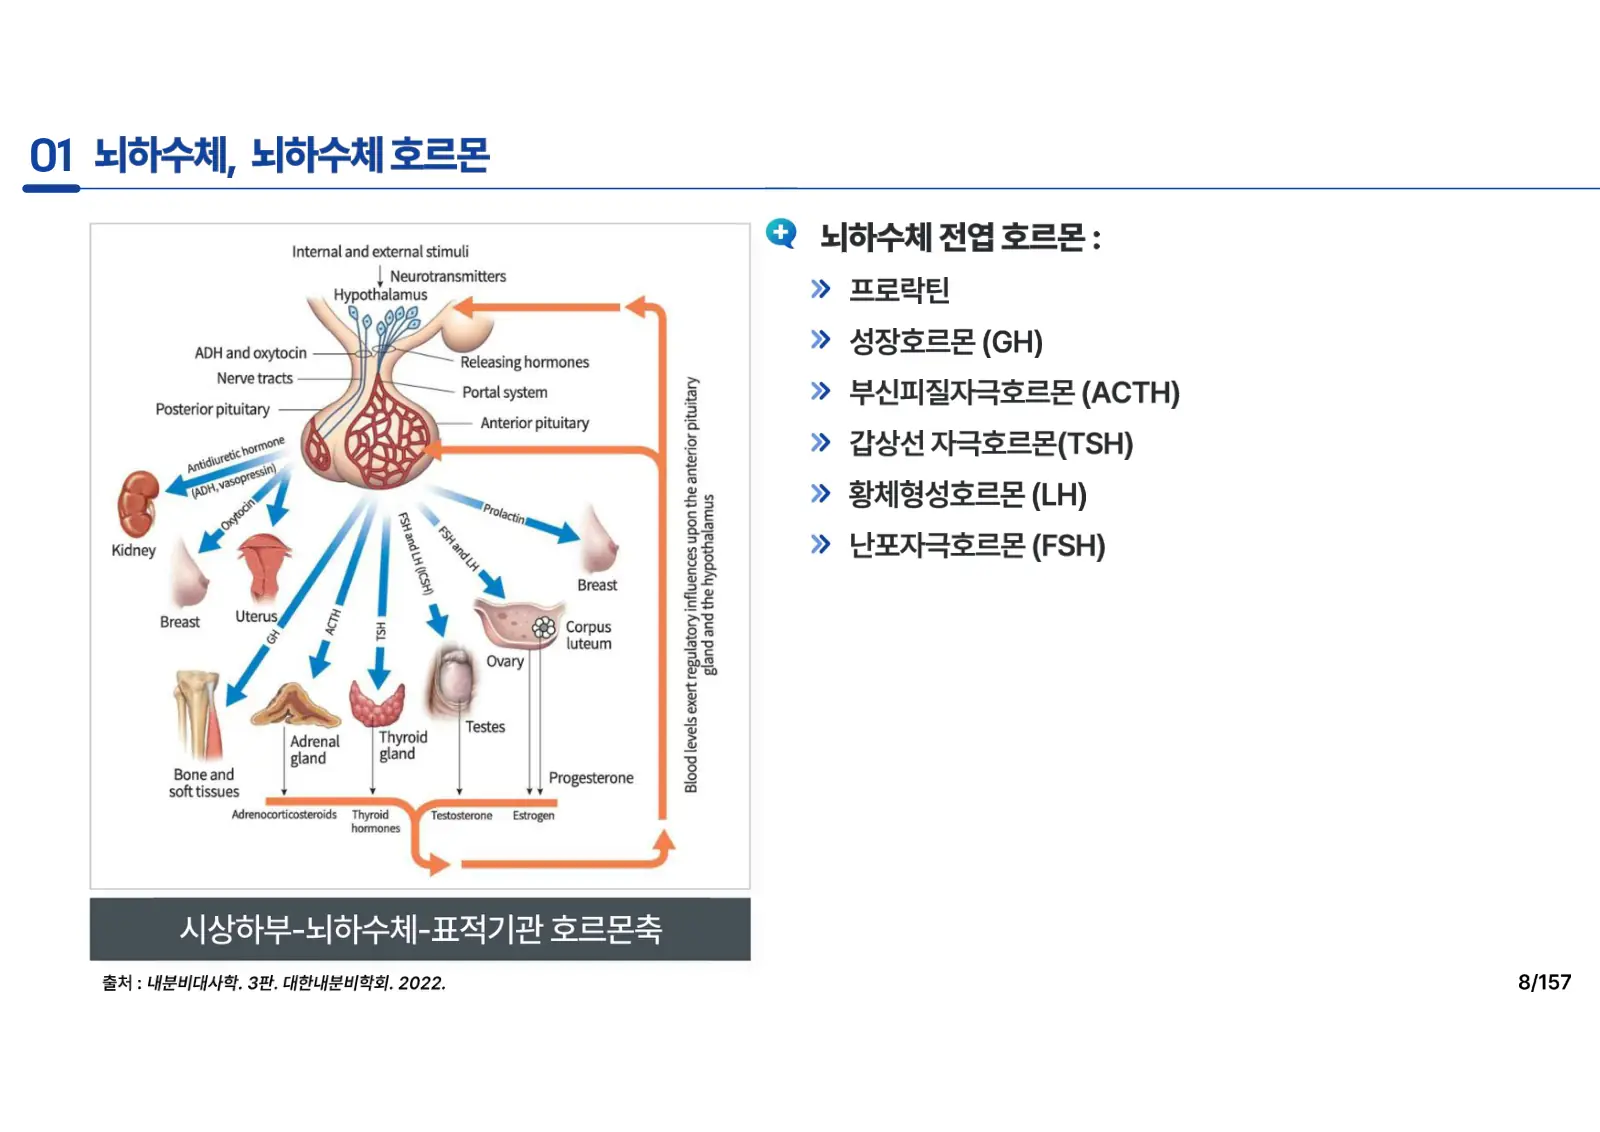 01 뇌하수체, 뇌하수체 호르몬
Internal and external stimuli
Neurotransmitters
Hypothalamus
ADH and oxytocin
Releasing hormones
Nerve tracts
Portal system
Posterior pituitary
Anterior pituitary
Antidiuretic hormone
(ADH, vasopressin)
Oxytocin
Kidney
Breast
Uterus
GH
ACTH
TSH
FSH and LH (ICSH)
FSH and LH
Prolactin
Breast
Corpus
luteum
Ovary
Testes
Thyroid
gland
Adrenal
gland
Bone and
soft tissues
Progesterone
Adrenocorticosteroids
Thyroid
hormones
Testosterone
Estrogen
Blood levels exert regulatory influences upon the anterior pituitary
gland and the hypothalamus
시상하부-뇌하수체-표적기관 호르몬축
출처 : 내분비대사학. 3판. 대한내분비학회. 2022.
뇌하수체 전엽 호르몬 :
프로락틴
성장호르몬 (GH)
부신피질자극호르몬 (ACTH)
갑상선 자극호르몬(TSH)
황체형성호르몬 (LH)
난포자극호르몬 (FSH)
8/157